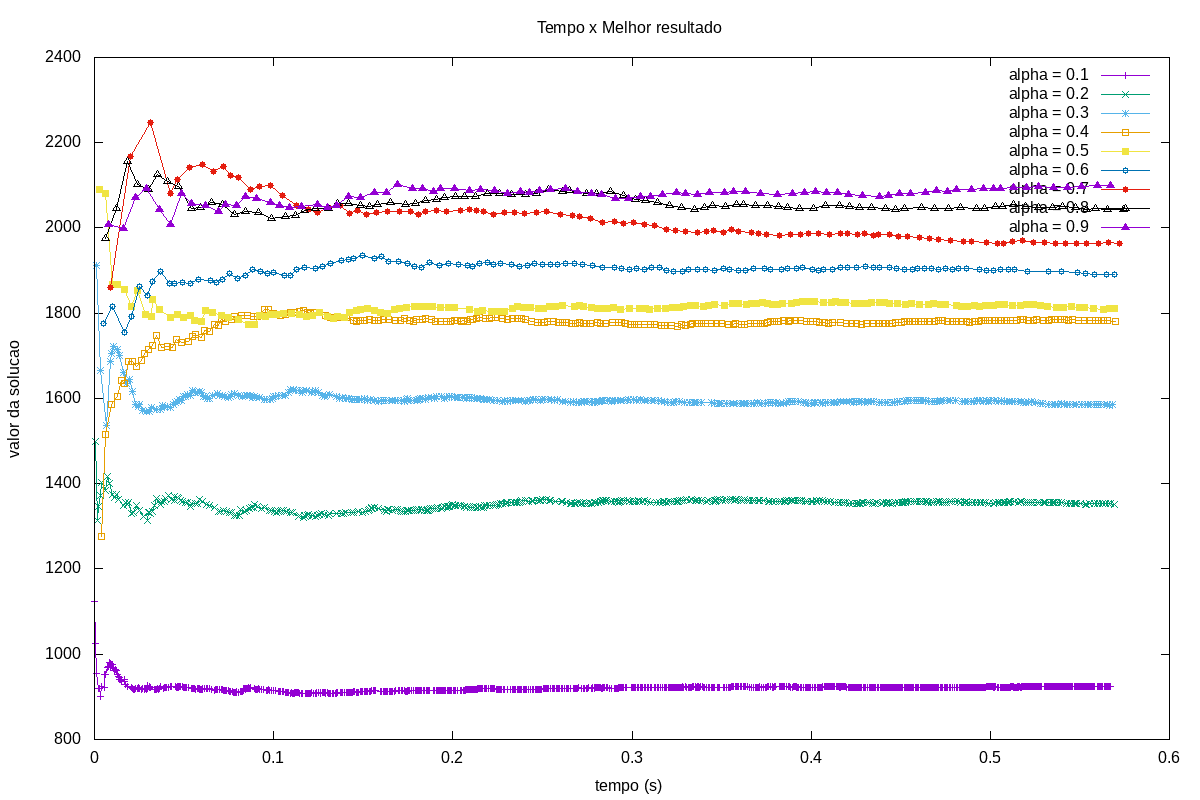 Tempo x Melhor resultado
2400
2200
2000
1800
1600
1400
1200
1000
800
valor da solucao
alpha = 0.1
alpha = 0.2
alpha = 0.3
alpha = 0.4
alpha = 0.5
alpha = 0.6
alpha = 0.7
alpha = 0.8
alpha = 0.9
0 0.1 0.2 0.3 0.4 0.5 0.6
tempo (s)